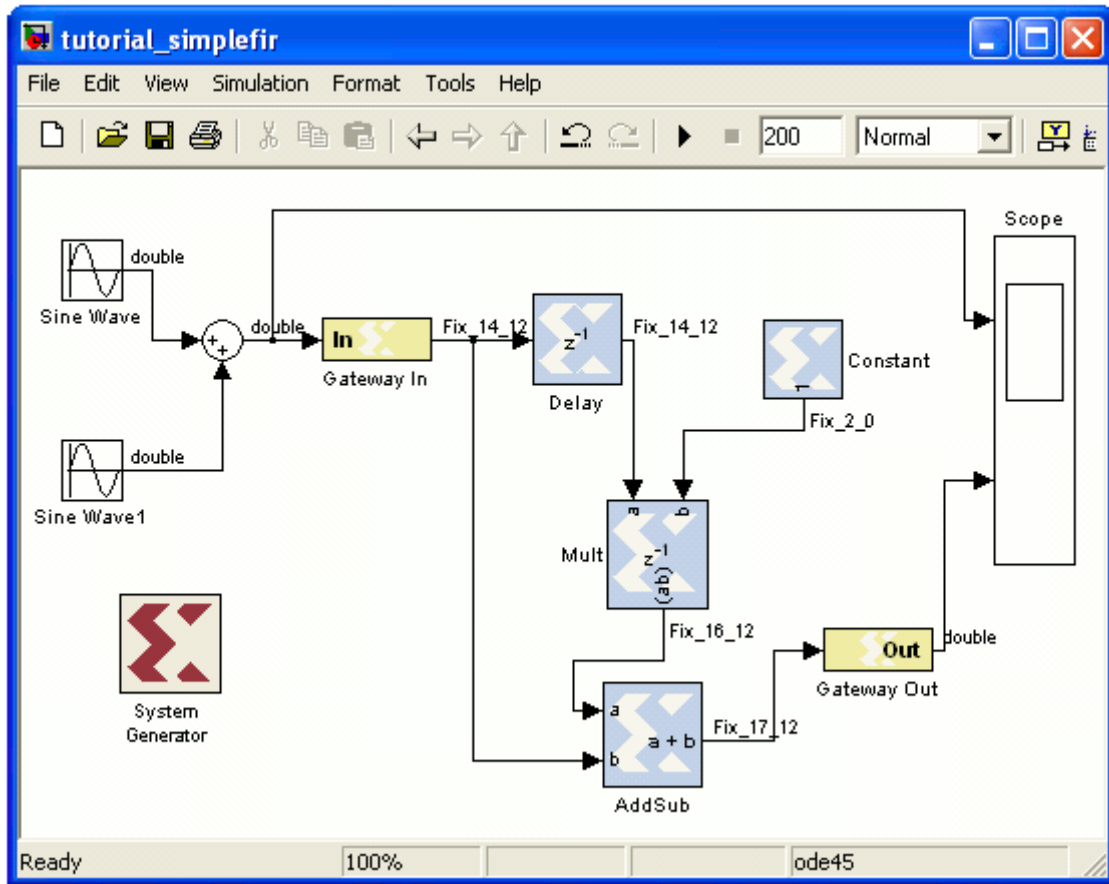 tutorial_simplefir
File Edit View Simulation Format Tools Help
200 Normal
Scope
double
Sine Wave
+
+
double
In
Gateway In
Fix_14_12
z-1
Delay
Fix_14_12
1
Constant
Fix_2_0
double
Sine Wave1
a b
Mult
z-1
(ab)
Fix_16_12
System
Generator
a
b
a + b
AddSub
Fix_17_12
Out
Gateway Out
double
Ready 100% ode45